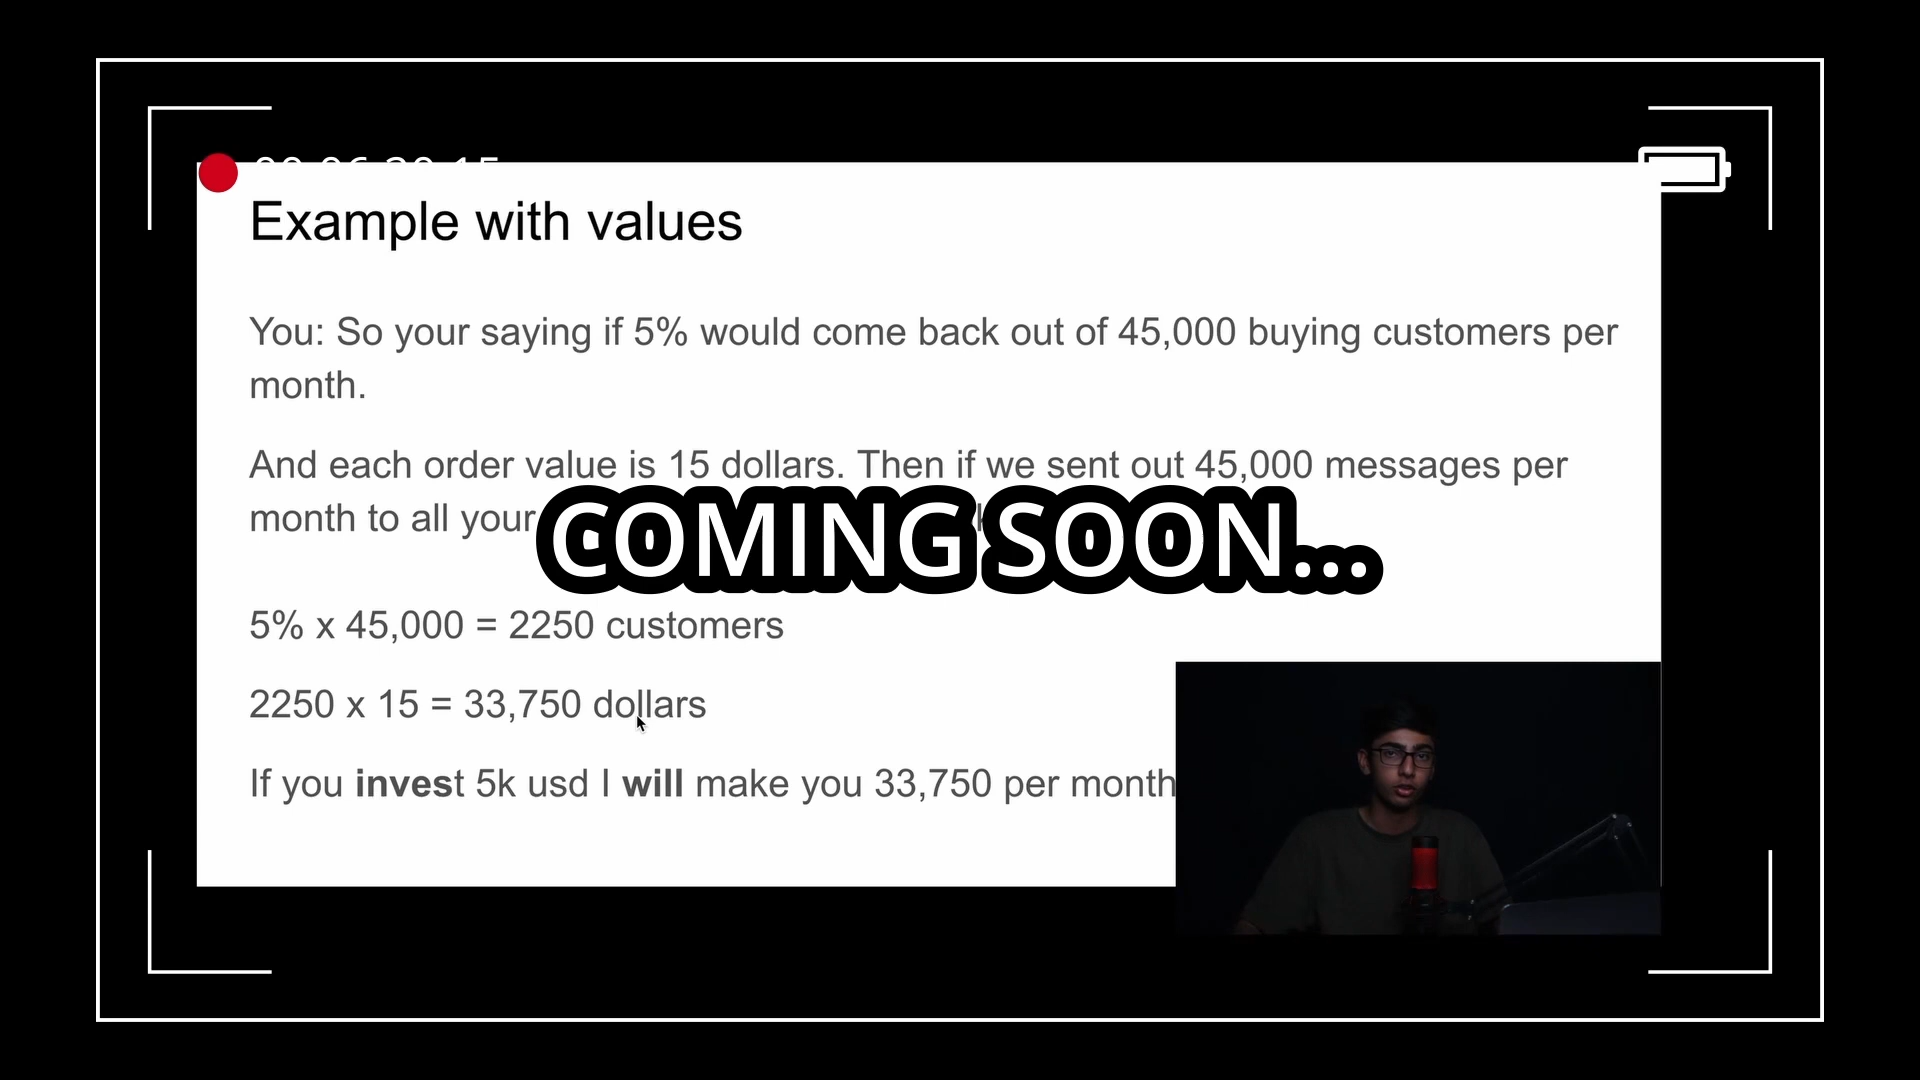 Example with values
You: So your saying if 5% would come back out of 45,000 buying customers per
month.
And each order value is 15 dollars. Then if we sent out 45,000 messages per
month to all your
COMING SOON...
5% x 45,000 = 2250 customers
2250 x 15 = 33,750 dollars
If you invest 5k usd I will make you 33,750 per month